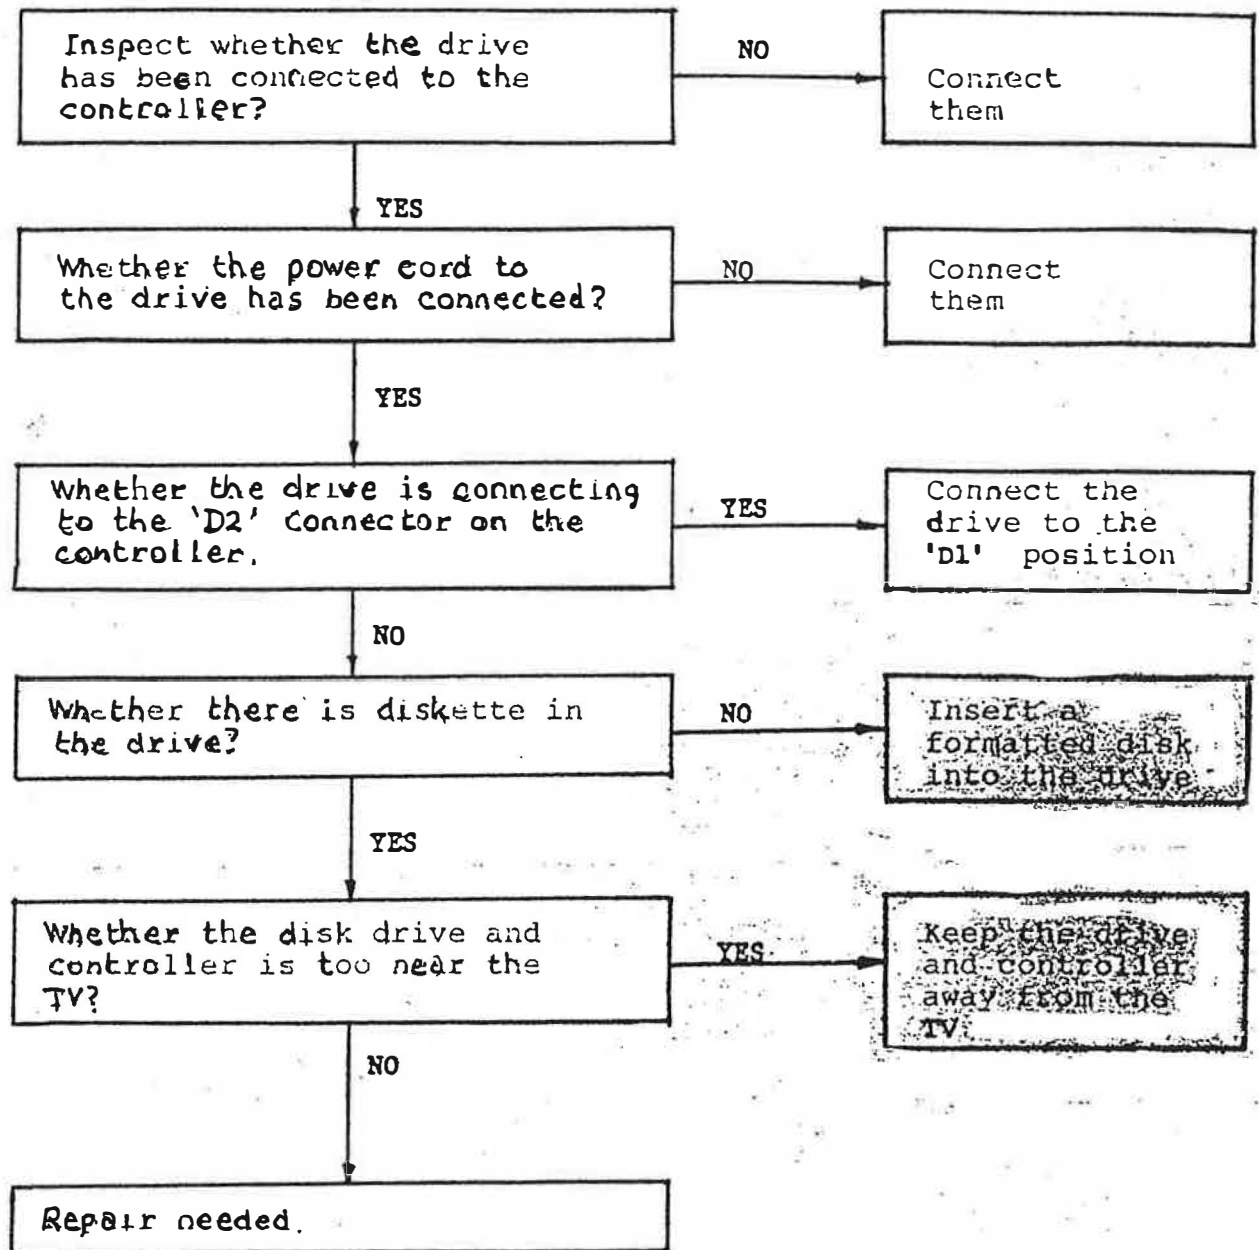 Inspect whether the drive
has been connected to the
controller?
NO
Connect
them
YES
Whether the power cord to
the drive has been connected?
NO
Connect
them
YES
Whether the drive is connecting
to the 'D2' connector on the
controller.
YES
Connect the
drive to the
'D1' position
NO
Whether there is diskette in
the drive?
NO
Insert a
formatted disk
into the drive
YES
Whether the disk drive and
controller is too near the
TV?
YES
Keep the drive
and controller
away from the
TV
NO
Repair needed.